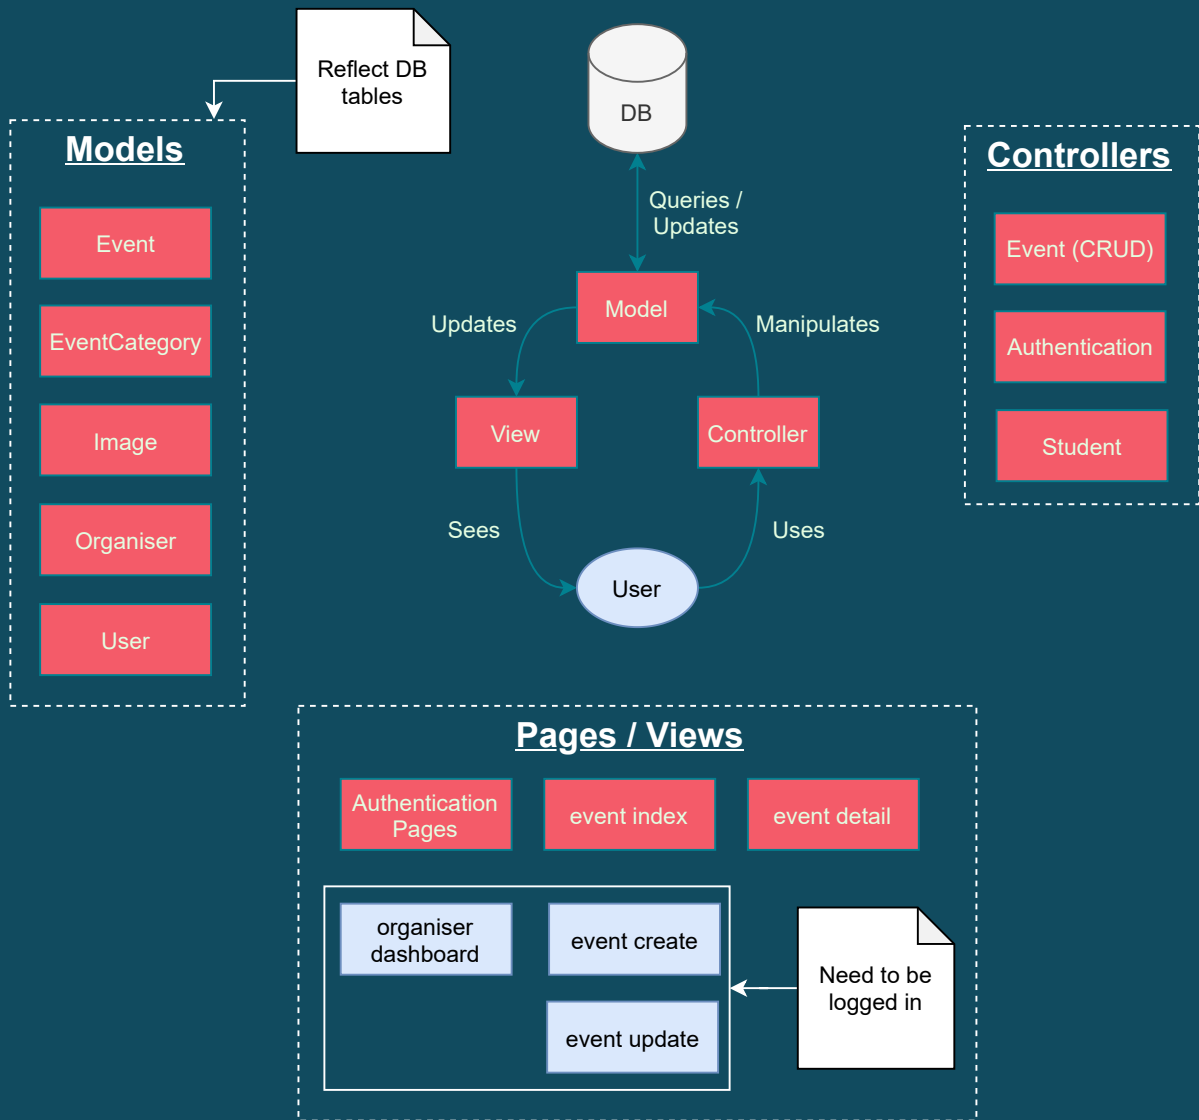 Reflect DB
tables
DB
Models
Event
EventCategory
Image
Organiser
User
Queries /
Updates
Model
Updates
Manipulates
View
Controller
Sees
Uses
User
Controllers
Event (CRUD)
Authentication
Student
Pages / Views
Authentication
Pages
event index
event detail
organiser
dashboard
event create
event update
Need to be
logged in